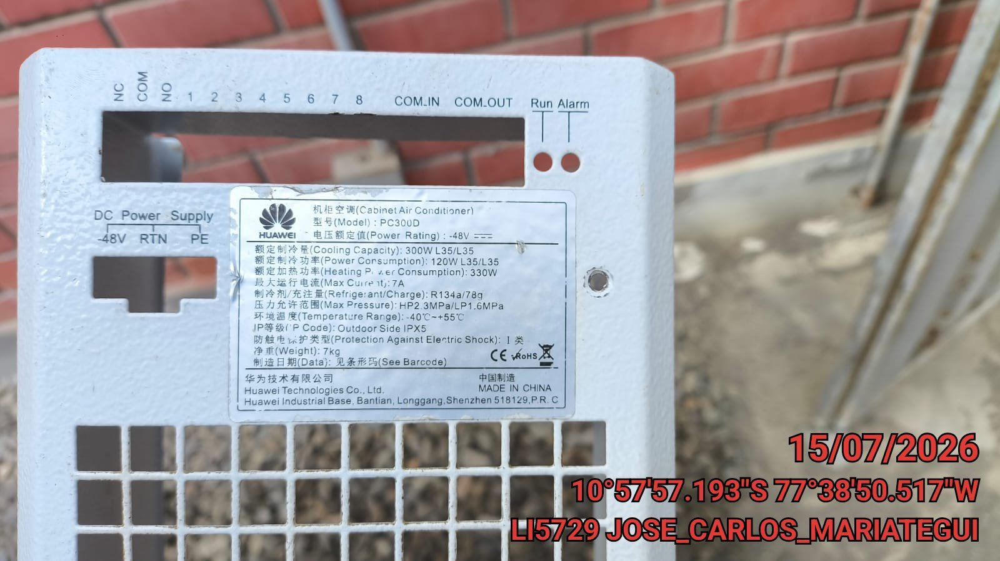 NC COM NO 1 2 3 4 5 6 7 8 COM_IN COM_OUT Run Alarm
DC Power Supply
-48V RTN PE
HUAWEI
机柜空调(Cabinet Air Conditioner)
型号(Model) : PC300D
电压额定值(Power Rating) : -48V
额定制冷量(Cooling Capacity): 300W L35/L35
额定制冷功率(Power Consumption): 120W L35/L35
额定加热功率(Heating Power Consumption): 330W
最大运行电流(Max Current): 7A
制冷剂/充注量(Refrigerant/Charge): R134a/78g
压力允许范围(Max Pressure): HP2.3MPa/LP1.6MPa
环境温度(Temperature Range): -40℃~+55℃
IP等级(IP Code): Outdoor Side IPX5
防触电保护类型(Protection Against Electric Shock): I 类
净重(Weight): 7kg
制造日期(Data): 见条形码(See Barcode)
CE RoHS
华为技术有限公司
中国制造
Huawei Technologies Co., Ltd.
MADE IN CHINA
Huawei Industrial Base, Bantian, Longgang, Shenzhen 518129, P.R. C
15/07/2026
10°57'57.193"S 77°38'50.517"W
LI5729 JOSE_CARLOS_MARIATEGUI